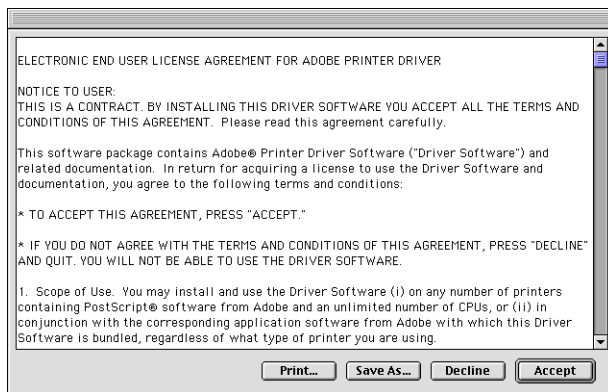 ELECTRONIC END USER LICENSE AGREEMENT FOR ADOBE PRINTER DRIVER
NOTICE TO USER:
THIS IS A CONTRACT. BY INSTALLING THIS DRIVER SOFTWARE YOU ACCEPT ALL THE TERMS AND
CONDITIONS OF THIS AGREEMENT. Please read this agreement carefully.
This software package contains Adobe® Printer Driver Software ("Driver Software") and
related documentation. In return for acquiring a license to use the Driver Software and
documentation, you agree to the following terms and conditions:
* TO ACCEPT THIS AGREEMENT, PRESS "ACCEPT."
* IF YOU DO NOT AGREE WITH THE TERMS AND CONDITIONS OF THIS AGREEMENT, PRESS "DECLINE"
AND QUIT. YOU WILL NOT BE ABLE TO USE THE DRIVER SOFTWARE.
1. Scope of Use. You may install and use the Driver Software (i) on any number of printers
containing PostScript® software from Adobe and an unlimited number of CPUs, or (ii) in
conjunction with the corresponding application software from Adobe with which this Driver
Software is bundled, regardless of what type of printer you are using.
Print... Save As... Decline Accept